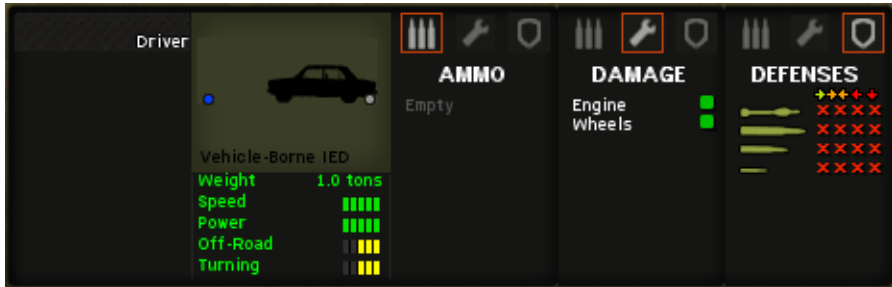 Driver
Vehicle-Borne IED
Weight 1.0 tons
Speed
Power
Off-Road
Turning
AMMO
Empty
DAMAGE
Engine
Wheels
DEFENSES